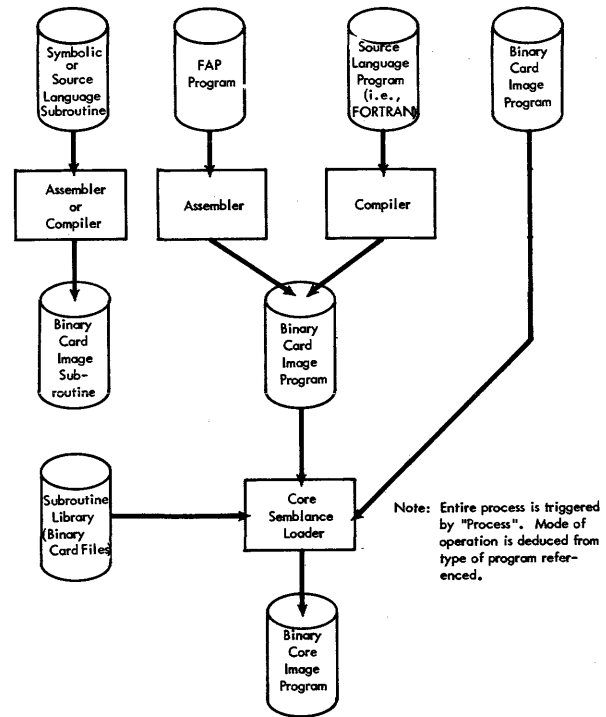 Symbolic
or
Source
Language
Subroutine
FAP
Program
Source
Language
Program
(i.e.,
FORTRAN)
Binary
Card
Image
Program
Assembler
or
Compiler
Assembler
Compiler
Binary
Card
Image
Sub-
routine
Binary
Card
Image
Program
Subroutine
Library
(Binary
Card Files)
Core
Semblance
Loader
Note: Entire process is triggered
by "Process". Mode of
operation is deduced from
type of program refer-
enced.
Binary
Core
Image
Program